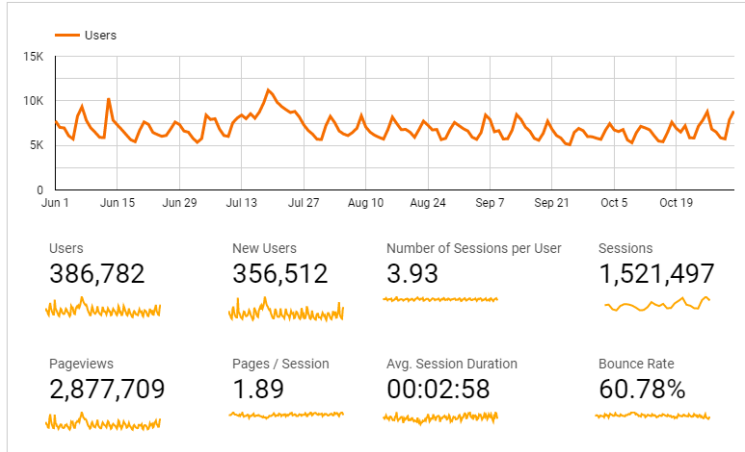 Users
15K
10K
5K
0
Jun 1 Jun 15 Jun 29 Jul 13 Jul 27 Aug 10 Aug 24 Sep 7 Sep 21 Oct 5 Oct 19
Users New Users Number of Sessions per User Sessions
386,782 356,512 3.93 1,521,497
Pageviews Pages / Session Avg. Session Duration Bounce Rate
2,877,709 1.89 00:02:58 60.78%